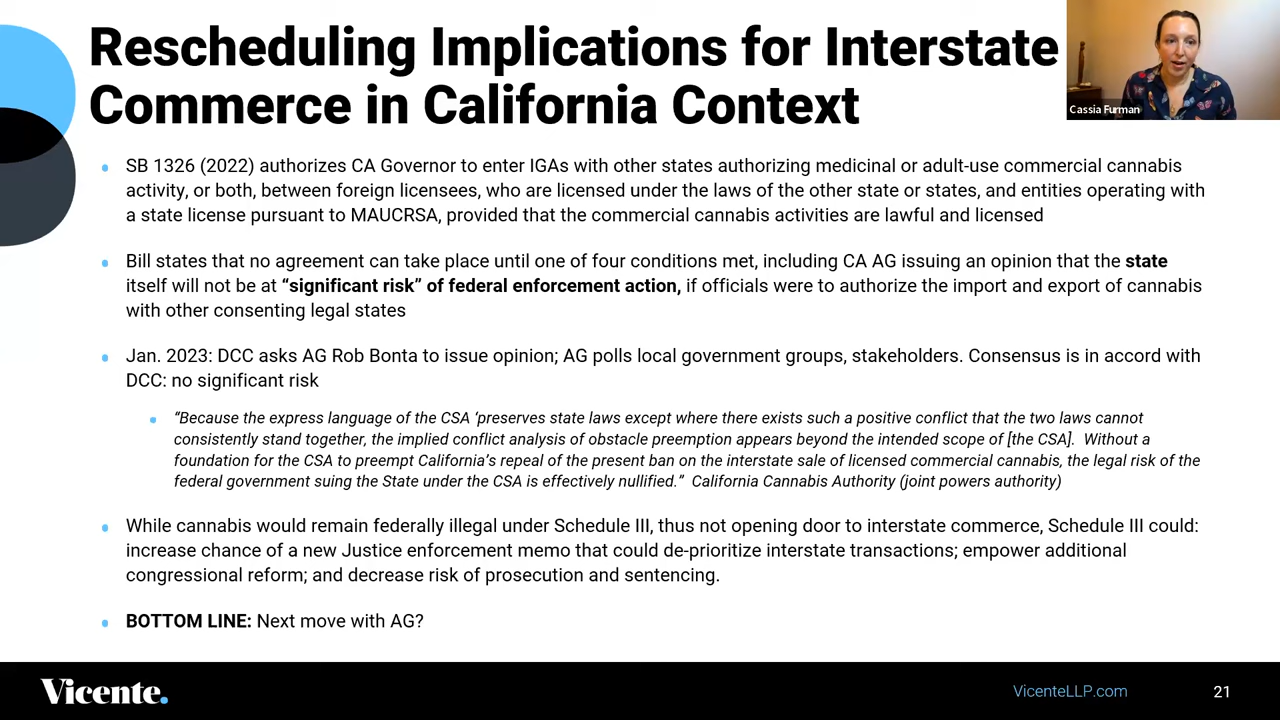 Rescheduling Implications for Interstate
Commerce in California Context
Cassia Furman
• SB 1326 (2022) authorizes CA Governor to enter IGAs with other states authorizing medicinal or adult-use commercial cannabis
activity, or both, between foreign licensees, who are licensed under the laws of the other state or states, and entities operating with
a state license pursuant to MAUCRSA, provided that the commercial cannabis activities are lawful and licensed
• Bill states that no agreement can take place until one of four conditions met, including CA AG issuing an opinion that the state
itself will not be at “significant risk” of federal enforcement action, if officials were to authorize the import and export of cannabis
with other consenting legal states
• Jan. 2023: DCC asks AG Rob Bonta to issue opinion; AG polls local government groups, stakeholders. Consensus is in accord with
DCC: no significant risk
• “Because the express language of the CSA ‘preserves state laws except where there exists such a positive conflict that the two laws cannot
consistently stand together, the implied conflict analysis of obstacle preemption appears beyond the intended scope of [the CSA]. Without a
foundation for the CSA to preempt California’s repeal of the present ban on the interstate sale of licensed commercial cannabis, the legal risk of the
federal government suing the State under the CSA is effectively nullified.” California Cannabis Authority (joint powers authority)
• While cannabis would remain federally illegal under Schedule III, thus not opening door to interstate commerce, Schedule III could:
increase chance of a new Justice enforcement memo that could de-prioritize interstate transactions; empower additional
congressional reform; and decrease risk of prosecution and sentencing.
• BOTTOM LINE: Next move with AG?
Vicente.
VicenteLLP.com
21